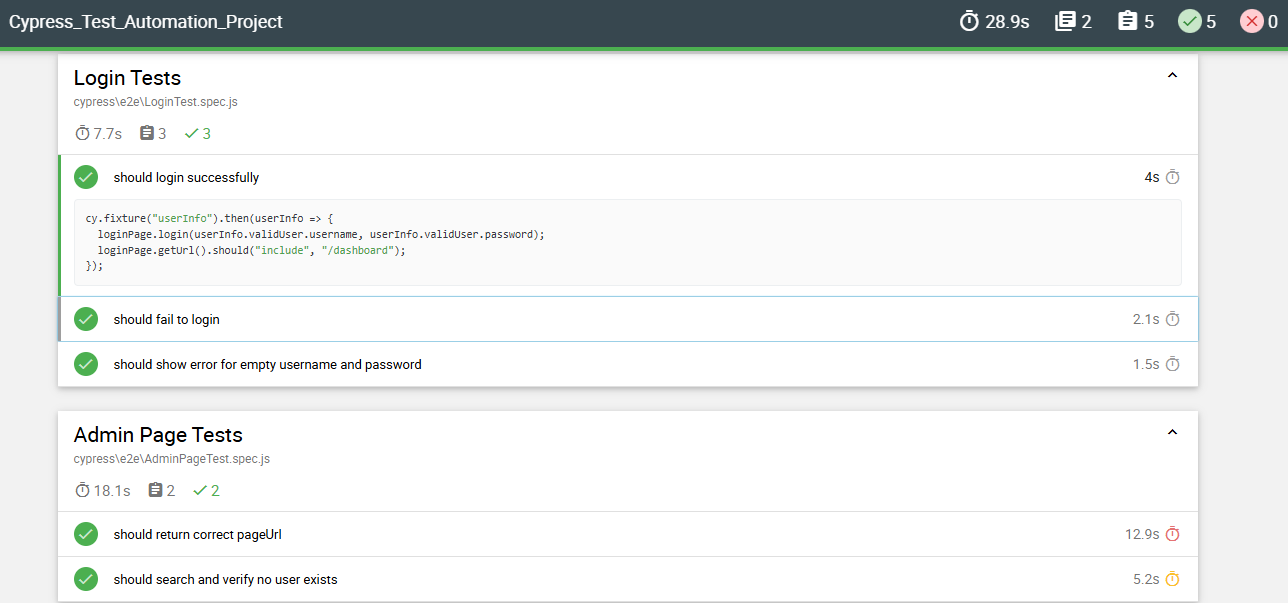 Cypress_Test_Automation_Project 28.9s 2 5 5 0
Login Tests
cypress\e2e\LoginTest.spec.js
7.7s 3 3
should login successfully 4s
cy.fixture("userInfo").then(userInfo => {
  loginPage.login(userInfo.validUser.username, userInfo.validUser.password);
  loginPage.getUrl().should("include", "/dashboard");
});
should fail to login 2.1s
should show error for empty username and password 1.5s
Admin Page Tests
cypress\e2e\AdminPageTest.spec.js
18.1s 2 2
should return correct pageUrl 12.9s
should search and verify no user exists 5.2s